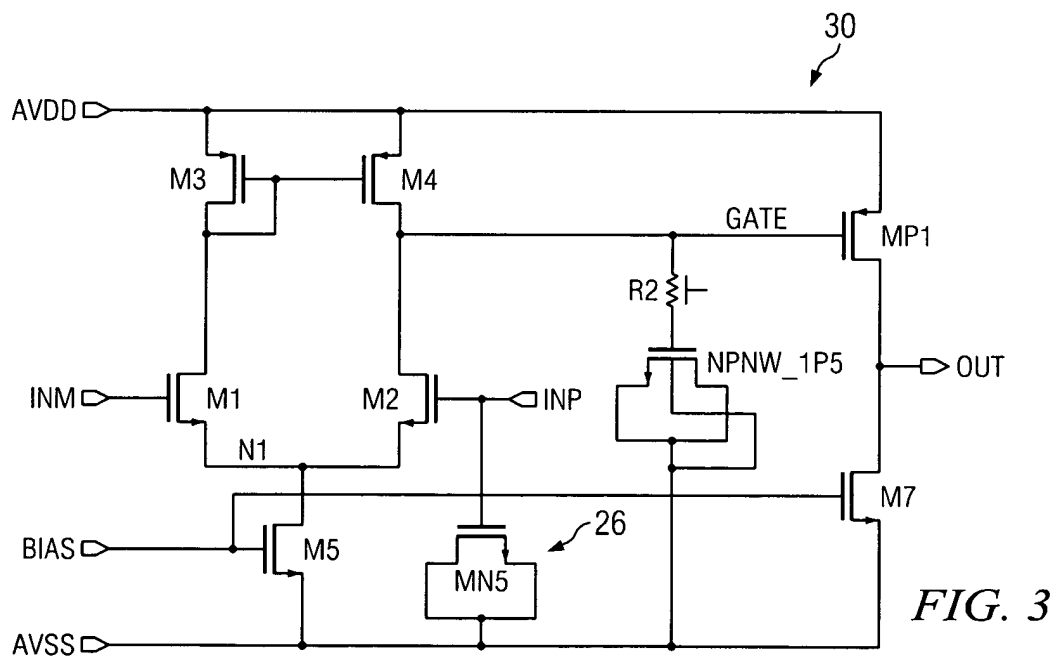 30
AVDD
M3
M4
GATE
MP1
R2
NPNW_1P5
OUT
INM
M1
M2
INP
N1
M7
26
BIAS
M5
MN5
FIG. 3
AVSS